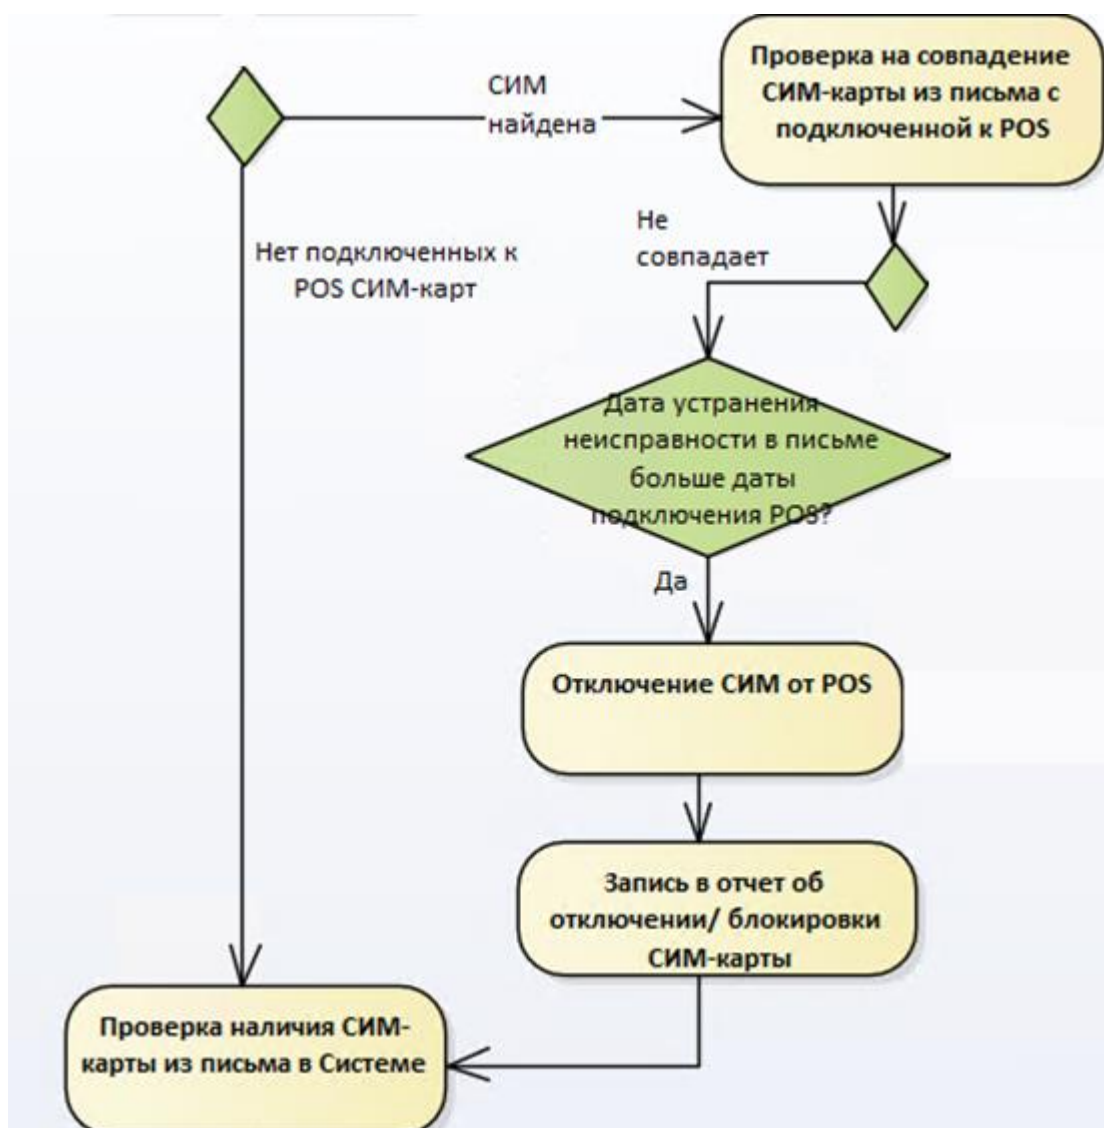 Проверка на совпадение
СИМ-карты из письма с
подключенной к POS
СИМ
найдена
Нет подключенных к
POS СИМ-карт
Не
совпадает
Дата устранения
неисправности в письме
больше даты
подключения POS?
Да
Отключение СИМ от POS
Запись в отчет об
отключении/ блокировки
СИМ-карты
Проверка наличия СИМ-
карты из письма в Системе